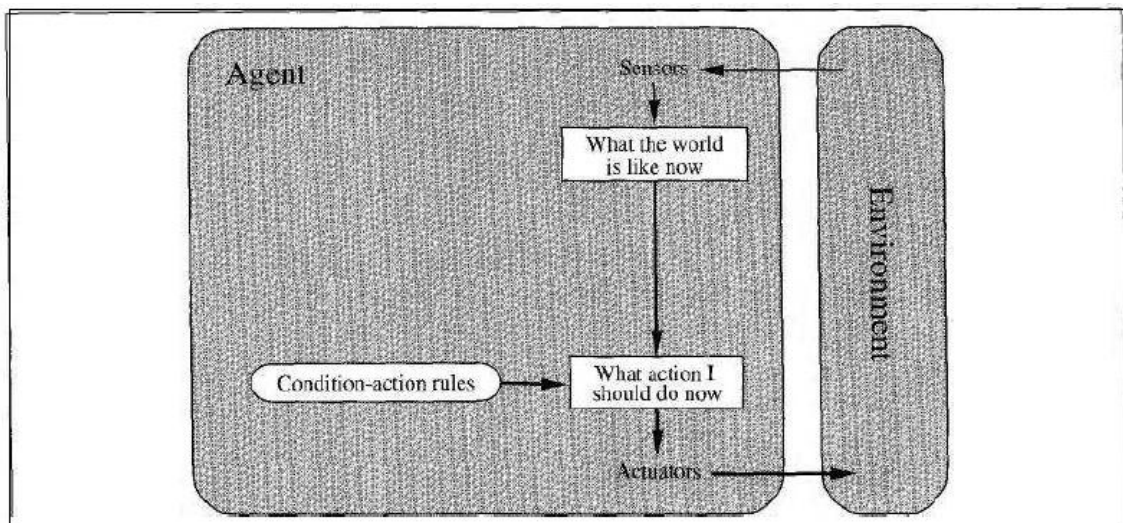 Agent
Sensors
What the world
is like now
Environment
Condition-action rules
What action I
should do now
Actuators